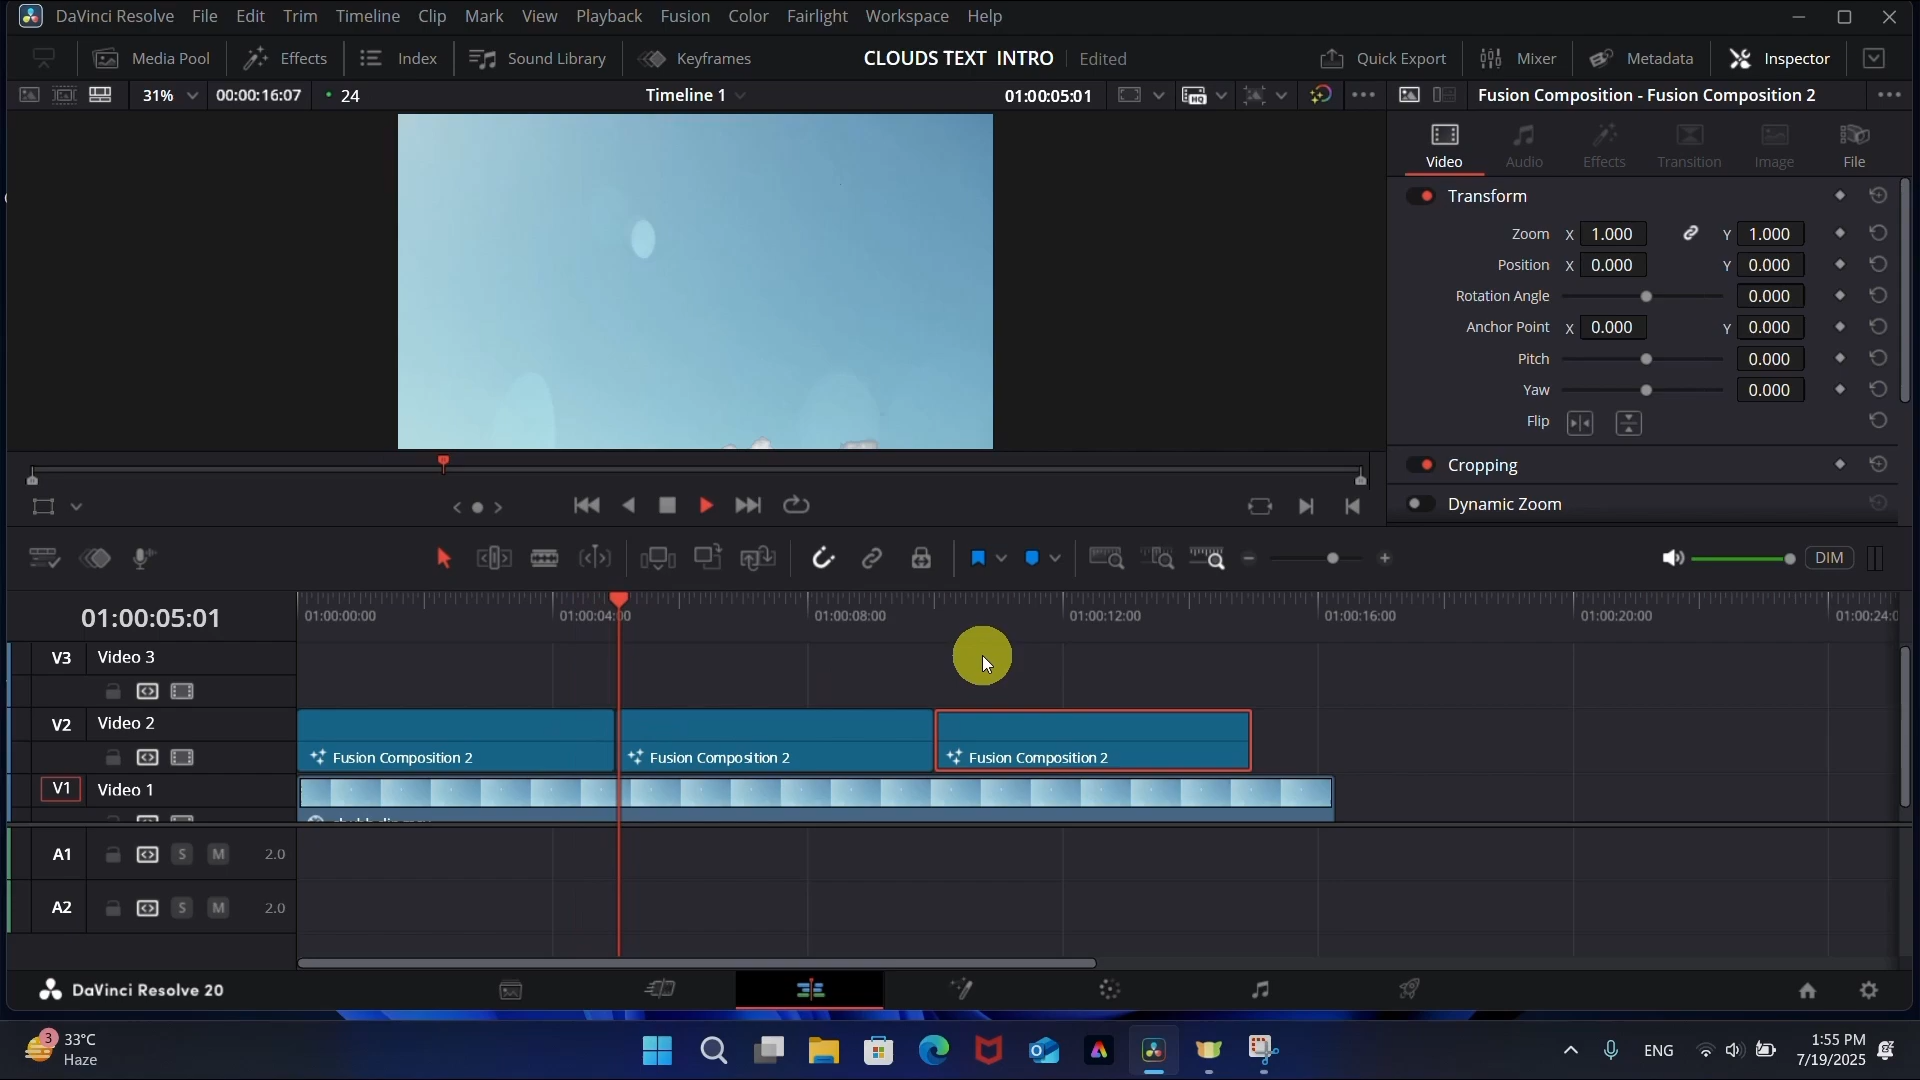 DaVinci Resolve File Edit Trim Timeline Clip Mark View Playback Fusion Color Fairlight Workspace Help
Media Pool Effects Index Sound Library Keyframes CLOUDS TEXT INTRO Edited Quick Export Mixer Metadata Inspector
31% 00:00:16:07 24 Timeline 1 01:00:05:01 HQ Fusion Composition - Fusion Composition 2
Video Audio Effects Transition Image File
Transform
Zoom X 1.000 Y 1.000
Position X 0.000 Y 0.000
Rotation Angle 0.000
Anchor Point X 0.000 Y 0.000
Pitch 0.000
Yaw 0.000
Flip
Cropping
Dynamic Zoom
DIM
01:00:05:01 01:00:00:00 01:00:04:00 01:00:08:00 01:00:12:00 01:00:16:00 01:00:20:00 01:00:24:0
V3 Video 3
V2 Video 2
Fusion Composition 2 Fusion Composition 2 Fusion Composition 2
V1 Video 1
A1 S M 2.0
A2 S M 2.0
DaVinci Resolve 20
3 33°C
Haze
ENG
1:55 PM
7/19/2025